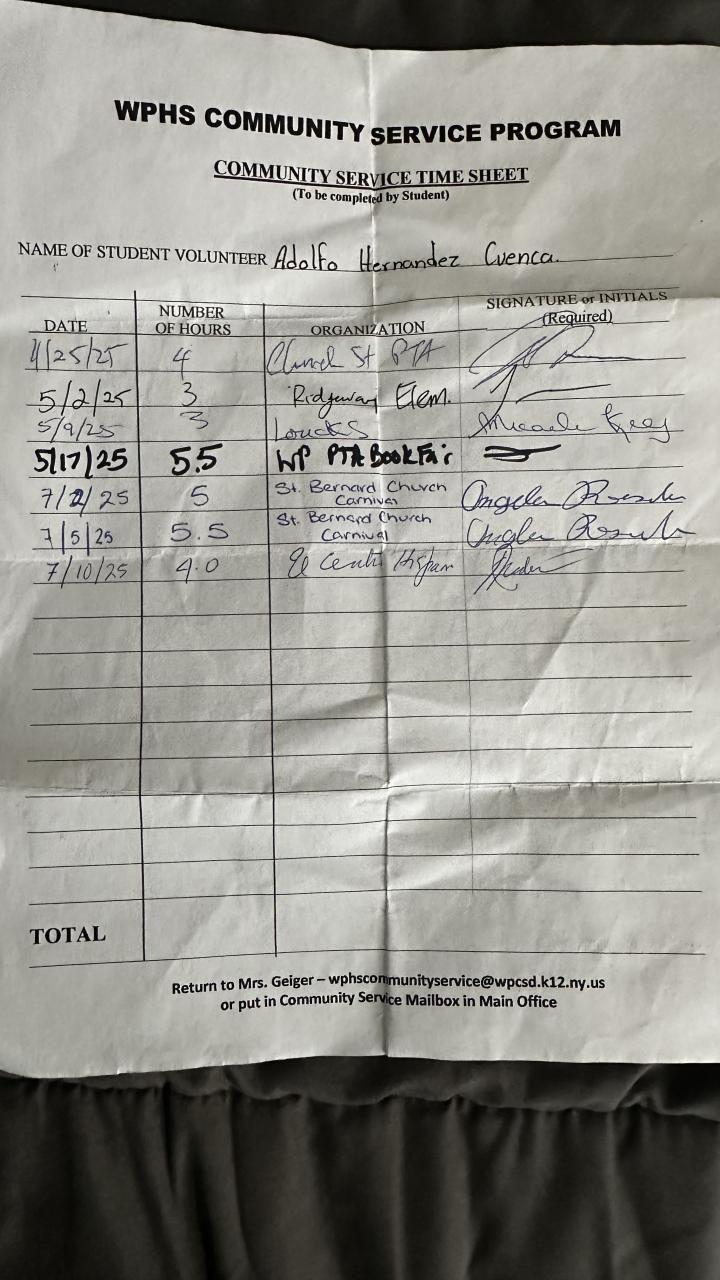 WPHS COMMUNITY SERVICE PROGRAM
COMMUNITY SERVICE TIME SHEET
(To be completed by Student)
NAME OF STUDENT VOLUNTEER Adolfo Hernandez Cuenca.
DATE NUMBER OF HOURS ORGANIZATION SIGNATURE or INITIALS (Required)
4/25/25 4 Church St PTA
5/2/25 3 Ridgeway Elem.
5/9/25 3 Loucks
5/17/25 5.5 WP PTA Book Fair
7/2/25 5 St. Bernard Church Carnival Angela
7/5/25 5.5 St. Bernard Church Carnival Angela
7/10/25 4.0 El Centro
TOTAL
Return to Mrs. Geiger – wphscommunityservice@wpcsd.k12.ny.us
or put in Community Service Mailbox in Main Office